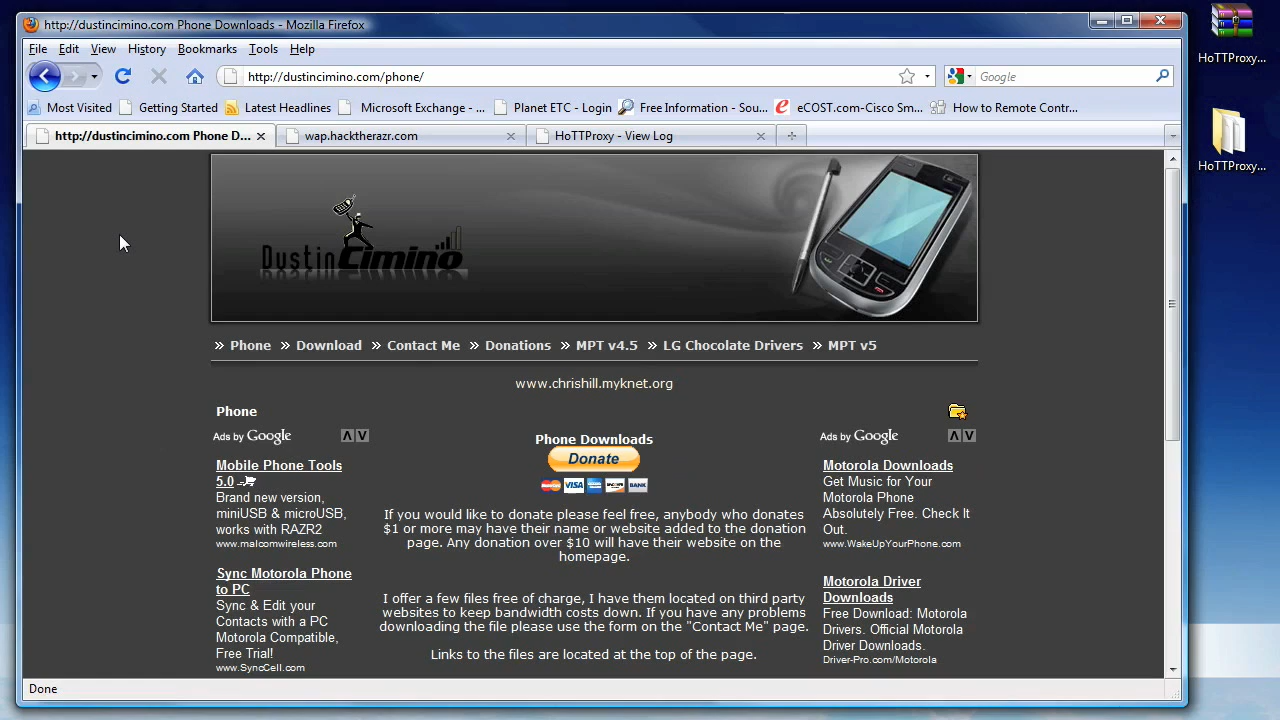 http://dustincimino.com Phone Downloads - Mozilla Firefox
File Edit View History Bookmarks Tools Help
http://dustincimino.com/phone/
Google
Most Visited Getting Started Latest Headlines Microsoft Exchange - ... Planet ETC - Login Free Information - Sou... eCOST.com-Cisco Sn... How to Remote Contr...
http://dustincimino.com Phone D... wap.hacktherazr.com HoTTProxy - View Log
HoTTProxy...
HoTTProxy...
DustinCimino
» Phone » Download » Contact Me » Donations » MPT v4.5 » LG Chocolate Drivers » MPT v5
www.chrishill.myknet.org
Phone
Ads by Google
Mobile Phone Tools
5.0
Brand new version,
miniUSB & microUSB,
works with RAZR2
www.malcomwireless.com
Sync Motorola Phone
to PC
Sync & Edit your
Contacts with a PC
Motorola Compatible,
Free Trial!
www.SyncCell.com
Phone Downloads
Donate
VISA
BANK
If you would like to donate please feel free, anybody who donates
$1 or more may have their name or website added to the donation
page. Any donation over $10 will have their website on the
homepage.
I offer a few files free of charge, I have them located on third party
websites to keep bandwidth costs down. If you have any problems
downloading the file please use the form on the "Contact Me" page.
Links to the files are located at the top of the page.
Ads by Google
Motorola Downloads
Get Music for Your
Motorola Phone
Absolutely Free. Check It
Out.
www.WakeUpYourPhone.com
Motorola Driver
Downloads
Free Download: Motorola
Drivers. Official Motorola
Driver Downloads.
Driver-Pro.com/Motorola
Done